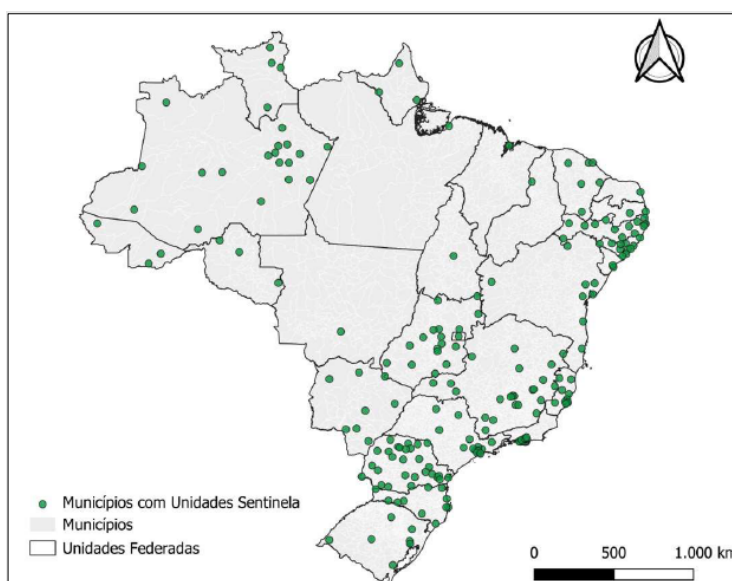 Municípios com Unidades Sentinela
Municípios
Unidades Federadas
0 500 1.000 km